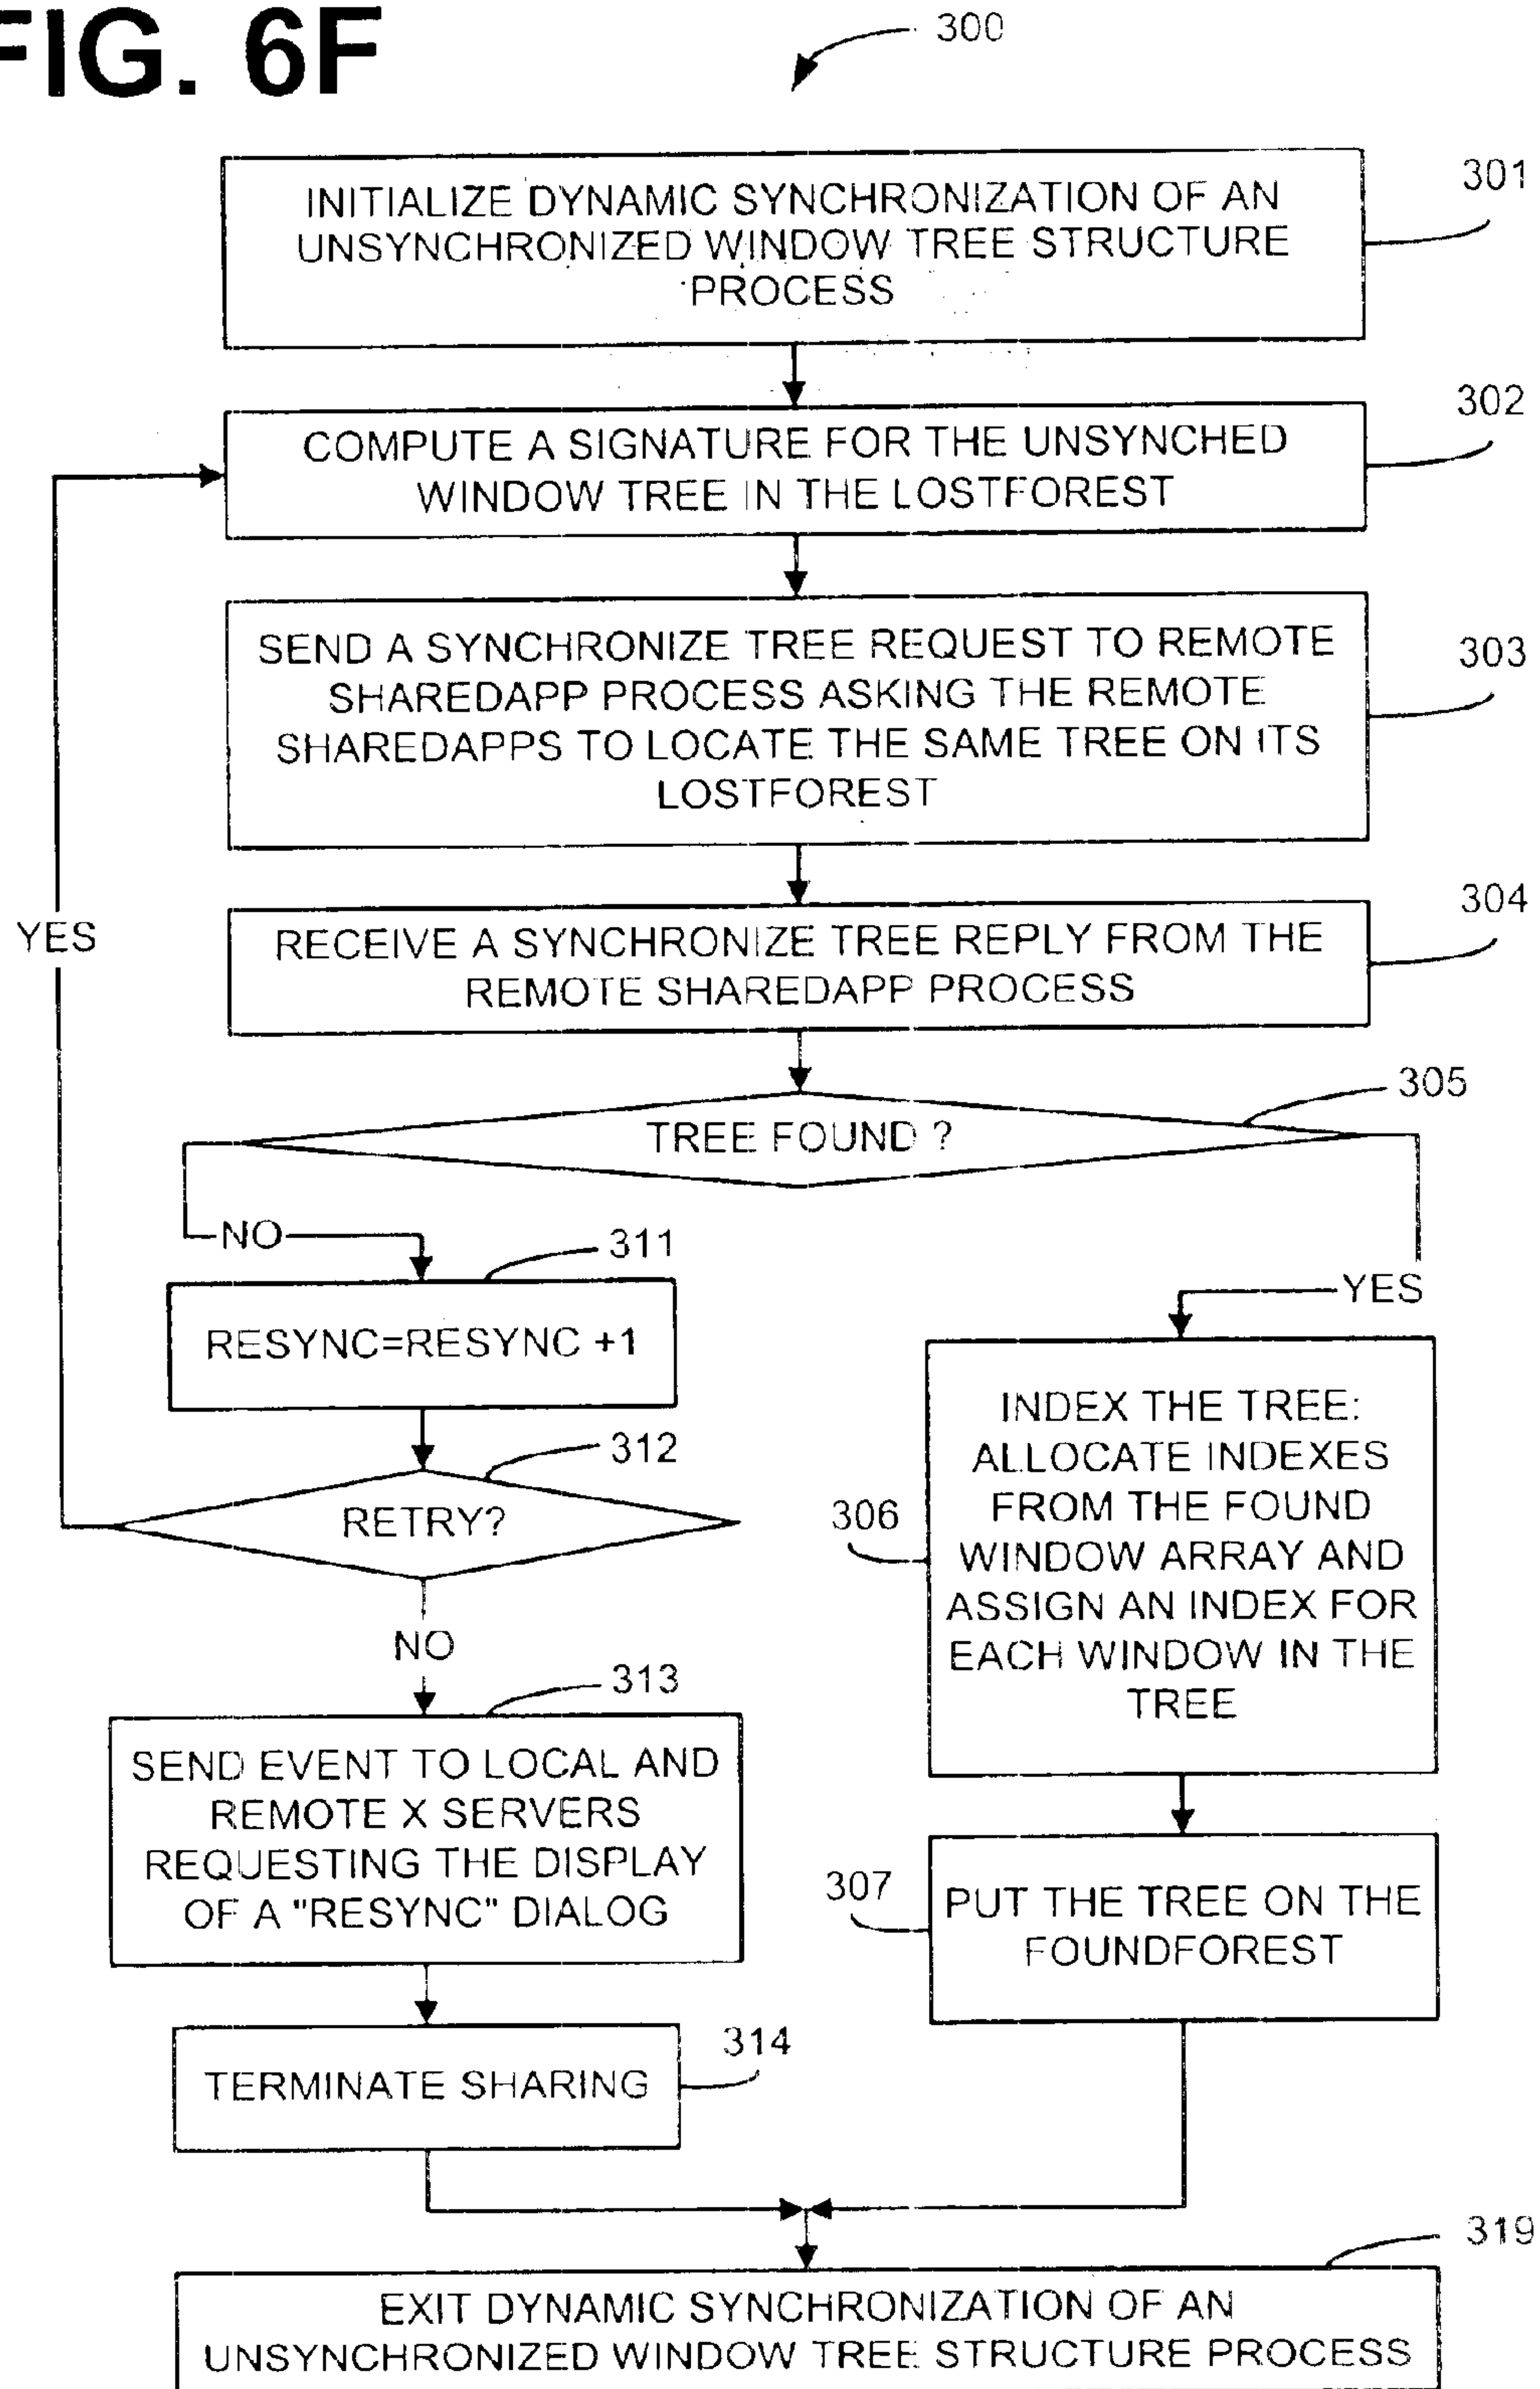 FIG. 6F
300
INITIALIZE DYNAMIC SYNCHRONIZATION OF AN
UNSYNCHRONIZED WINDOW TREE STRUCTURE
PROCESS
301
COMPUTE A SIGNATURE FOR THE UNSYNCHED
WINDOW TREE IN THE LOSTFOREST
302
SEND A SYNCHRONIZE TREE REQUEST TO REMOTE
SHAREDAPP PROCESS ASKING THE REMOTE
SHAREDAPPS TO LOCATE THE SAME TREE ON ITS
LOSTFOREST
303
YES
RECEIVE A SYNCHRONIZE TREE REPLY FROM THE
REMOTE SHAREDAPP PROCESS
304
TREE FOUND ?
305
NO
YES
311
RESYNC=RESYNC +1
312
RETRY?
NO
313
SEND EVENT TO LOCAL AND
REMOTE X SERVERS
REQUESTING THE DISPLAY
OF A "RESYNC" DIALOG
314
TERMINATE SHARING
306
INDEX THE TREE:
ALLOCATE INDEXES
FROM THE FOUND
WINDOW ARRAY AND
ASSIGN AN INDEX FOR
EACH WINDOW IN THE
TREE
307
PUT THE TREE ON THE
FOUNDFOREST
319
EXIT DYNAMIC SYNCHRONIZATION OF AN
UNSYNCHRONIZED WINDOW TREE STRUCTURE PROCESS